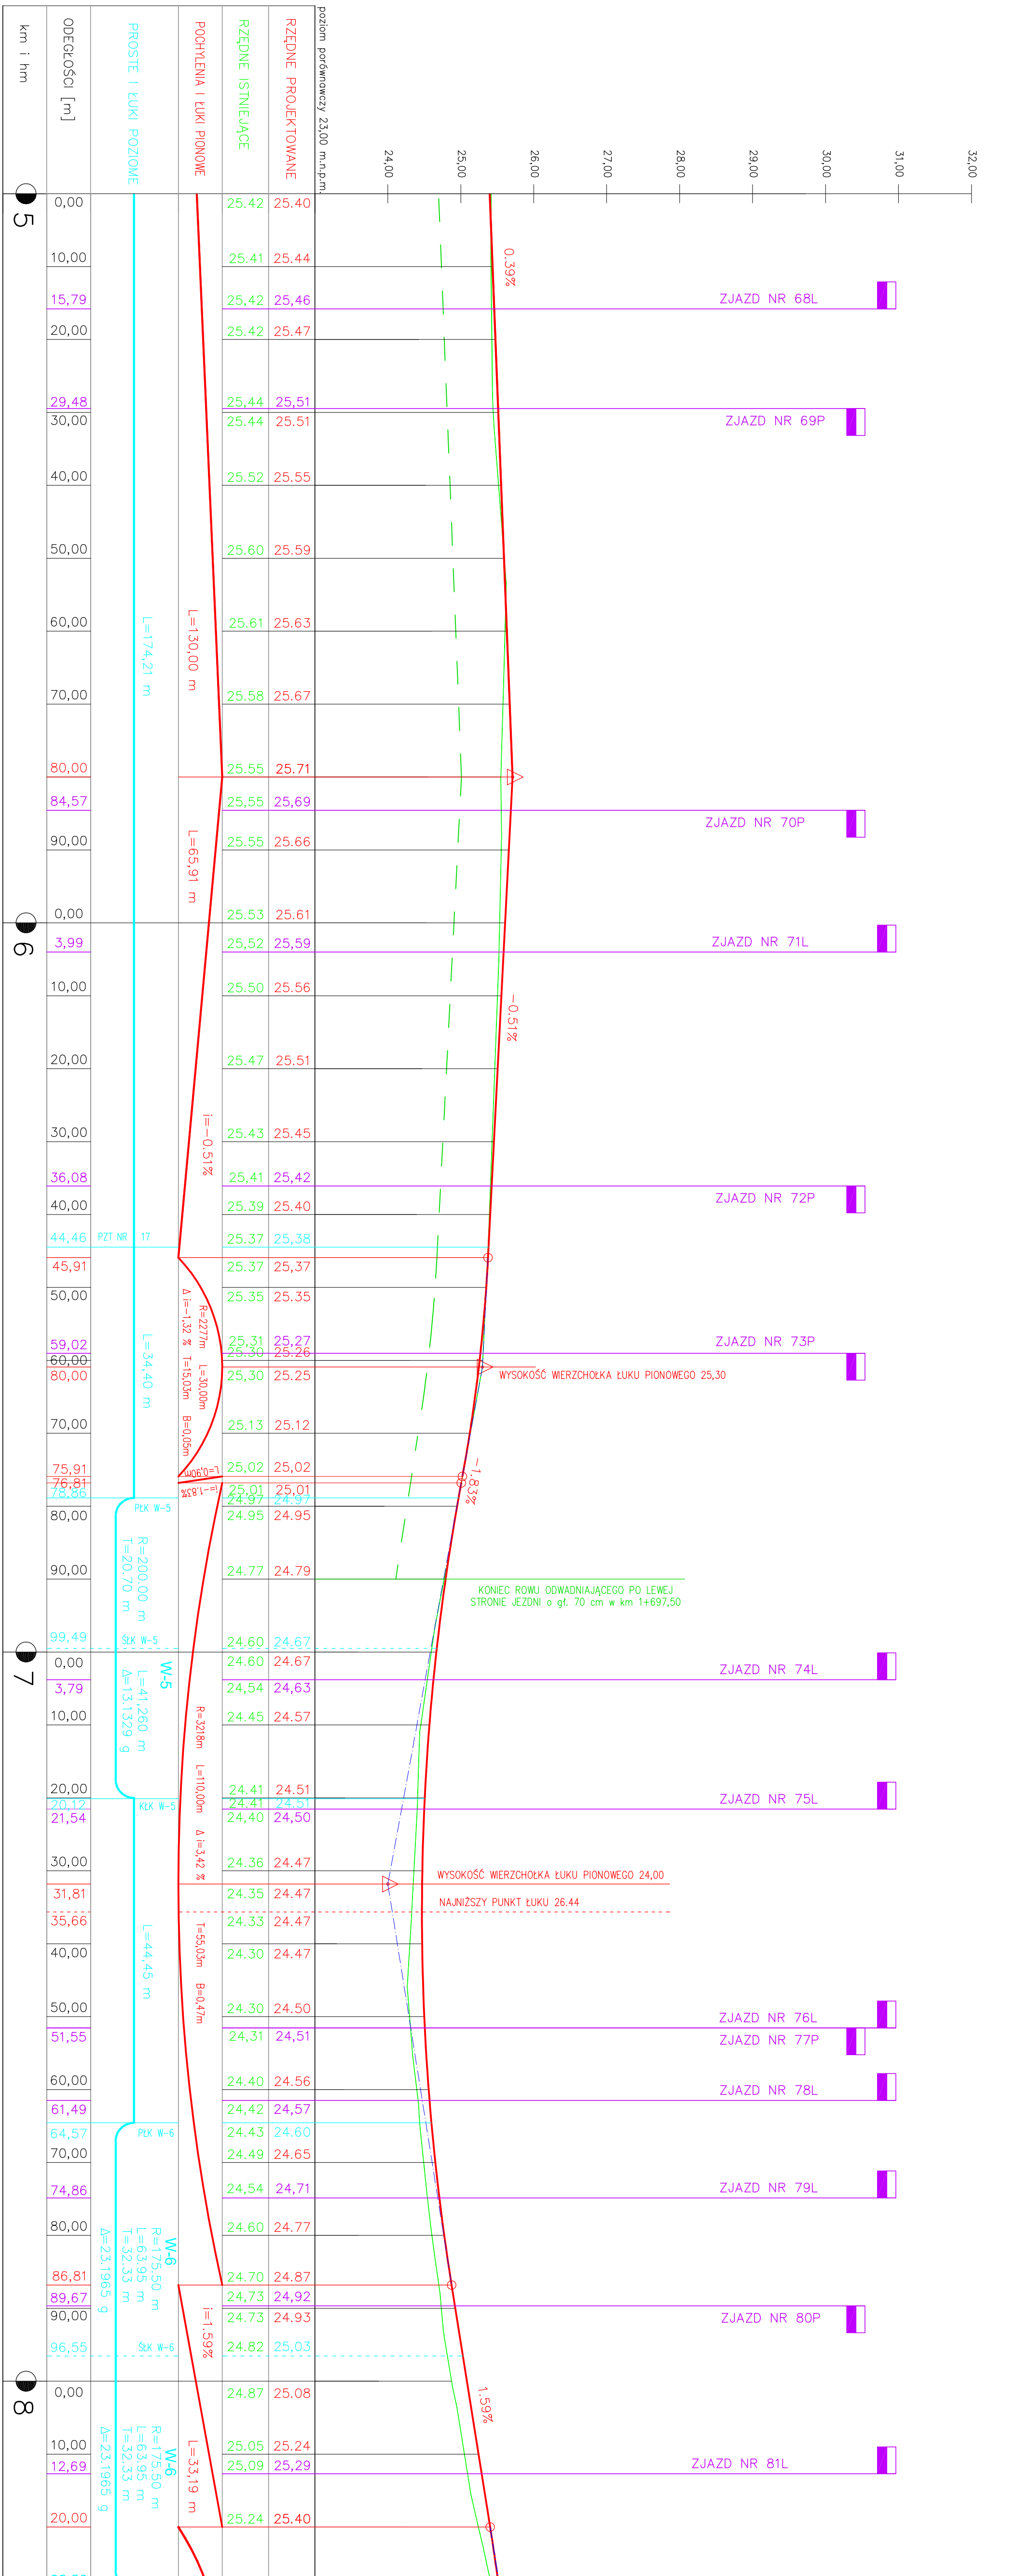 poziom porównawczy 23,00 m.n.p.m.
24,00
25,00
26,00
27,00
28,00
29,00
30,00
31,00
32,00
RZĘDNE PROJEKTOWANE
RZĘDNE ISTNIEJĄCE
POCHYLENIA I ŁUKI PIONOWE
PROSTE I ŁUKI POZIOME
ODEGŁOŚCI [m]
km i hm
5
0,00 25.42 25.40
0.39%
10,00 25.41 25.44
15,79 25,42 25,46 ZJAZD NR 68L
20,00 25.42 25.47
29,48 25,44 25,51
30,00 25.44 25.51 ZJAZD NR 69P
40,00 25.52 25.55
50,00 25.60 25.59
60,00 25.61 25.63
L=174,21 m
L=130,00 m
70,00 25.58 25.67
80,00 25.55 25.71
84,57 25,55 25,69
ZJAZD NR 70P
90,00 25.55 25.66
L=65,91 m
6
0,00 25.53 25.61
3,99 25,52 25,59 ZJAZD NR 71L
10,00 25.50 25.56
-0.51%
20,00 25.47 25.51
30,00 25.43 25.45
i=-0.51%
36,08 25,41 25,42
ZJAZD NR 72P
40,00 25.39 25.40
44,46 PZT NR 17 25.37 25,38
45,91 25.37 25,37
50,00 25.35 25.35
R=2277m L=30,00m
Δ i=-1,32 % T=15,03m B=0,05m
L=34,40 m
59,02 25,31 25,27 ZJAZD NR 73P
60,00 25.30 25.26
80,00 25,30 25.25 WYSOKOŚĆ WIERZCHOŁKA ŁUKU PIONOWEGO 25,30
70,00 25.13 25.12
75,91 25,02 25,02
L=0,90m
-1.83%
76,81 25,01 25,01
i=-1.83%
78,86 24.97 24.97
PŁK W-5
80,00 24.95 24.95
R=200.00 m
T=20.70 m
90,00 24.77 24.79
KONIEC ROWU ODWADNIAJĄCEGO PO LEWEJ
STRONIE JEZDNI o gł. 70 cm w km 1+697,50
99,49 ŚŁK W-5 24.60 24.67
7
0,00 24.60 24.67 ZJAZD NR 74L
3,79 24,54 24,63
W-5
L=41,260 m
Δ=13.1329 g
10,00 24.45 24.57
R=3218m L=110,00m Δ i=3,42 % T=55,03m B=0,47m
20,00 24.41 24.51
20,12 KŁK W-5 24.41 24.51 ZJAZD NR 75L
21,54 24,40 24,50
30,00 24.36 24.47 WYSOKOŚĆ WIERZCHOŁKA ŁUKU PIONOWEGO 24,00
31,81 24.35 24.47
NAJNIŻSZY PUNKT ŁUKU 26.44
35,66 24.33 24.47
40,00 24.30 24.47
L=44,45 m
50,00 24.30 24.50 ZJAZD NR 76L
51,55 24,31 24,51 ZJAZD NR 77P
60,00 24.40 24.56 ZJAZD NR 78L
61,49 24,42 24,57
64,57 PŁK W-6 24.43 24.60
70,00 24.49 24.65
74,86 24,54 24,71 ZJAZD NR 79L
80,00 24.60 24.77
W-6
R=175.50 m
L=63.95 m
T=32.33 m
Δ=23.1965 g
86,81 24.70 24.87
89,67 24,73 24,92
90,00 24.73 24.93 ZJAZD NR 80P
i=1.59%
96,55 ŚŁK W-6 24.82 25,03
8
0,00 24.87 25.08
1.59%
10,00 25.05 25.24
12,69 25,09 25,29 ZJAZD NR 81L
W-6
R=175.50 m
L=63.95 m
T=32.33 m
Δ=23.1965 g
L=33,19 m
20,00 25.24 25.40